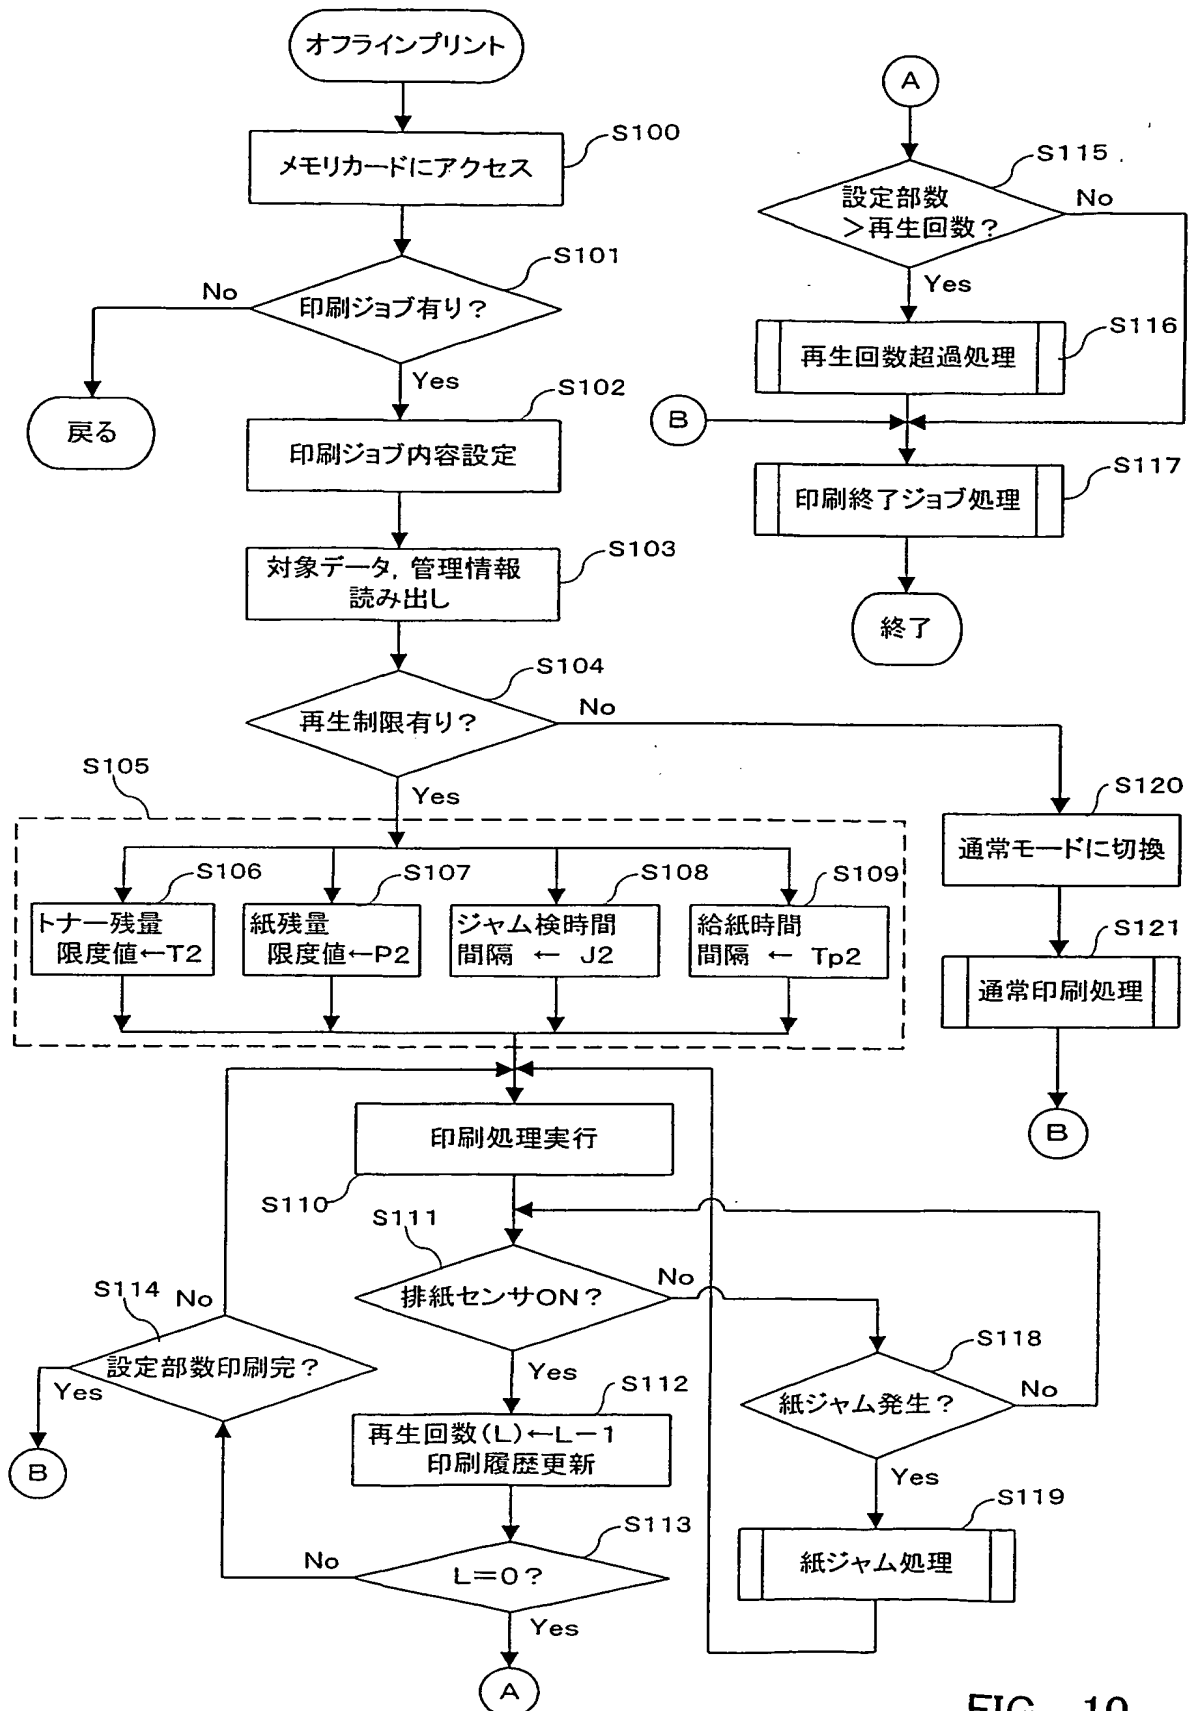 オフラインプリント
S100
メモリカードにアクセス
S101
印刷ジョブ有り?
No
Yes
戻る
S102
印刷ジョブ内容設定
S103
対象データ, 管理情報
読み出し
S104
再生制限有り?
No
Yes
S105
S106
トナー残量
限度値←T2
S107
紙残量
限度値←P2
S108
ジャム検時間
間隔 ← J2
S109
給紙時間
間隔 ← Tp2
S120
通常モードに切換
S121
通常印刷処理
B
印刷処理実行
S110
S111
排紙センサON?
No
Yes
S112
再生回数(L)←L-1
印刷履歴更新
S113
L=0?
No
Yes
A
S114
設定部数印刷完?
No
Yes
B
S118
紙ジャム発生?
No
Yes
S119
紙ジャム処理
A
S115
設定部数
>再生回数?
No
Yes
S116
再生回数超過処理
B
S117
印刷終了ジョブ処理
終了